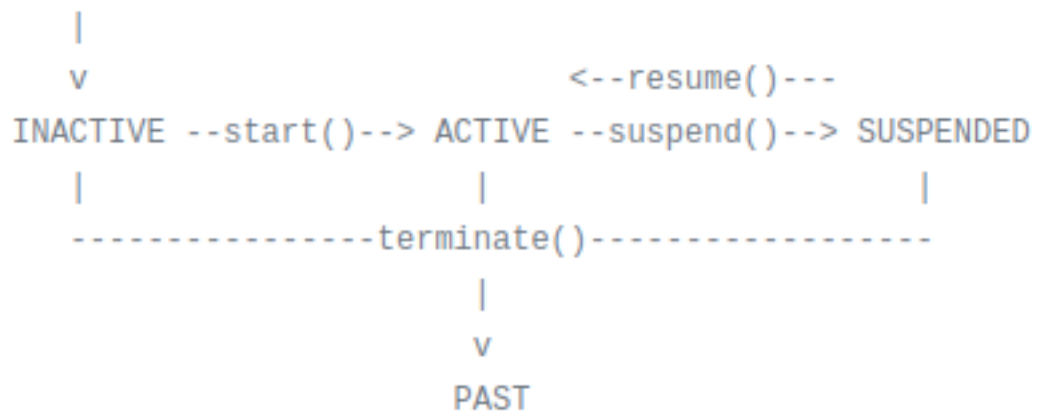 |
v <--resume()---
INACTIVE --start()--> ACTIVE --suspend()--> SUSPENDED
| | |
----------------terminate()------------------
|
v
PAST